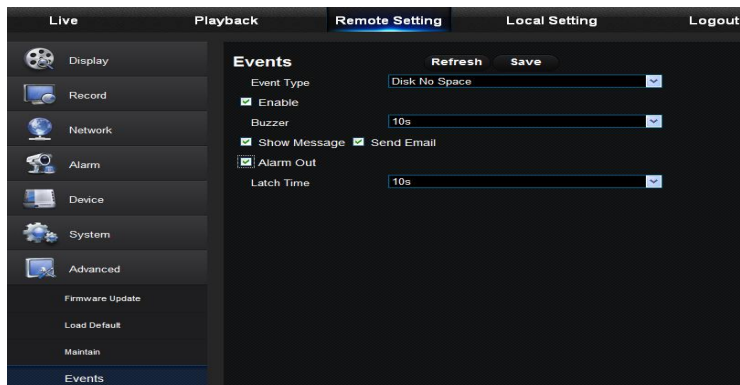 Live Playback Remote Setting Local Setting Logout
Display
Record
Network
Alarm
Device
System
Advanced
Firmware Update
Load Default
Maintain
Events
Events Refresh Save
Event Type Disk No Space
Enable
Buzzer 10s
Show Message Send Email
Alarm Out
Latch Time 10s